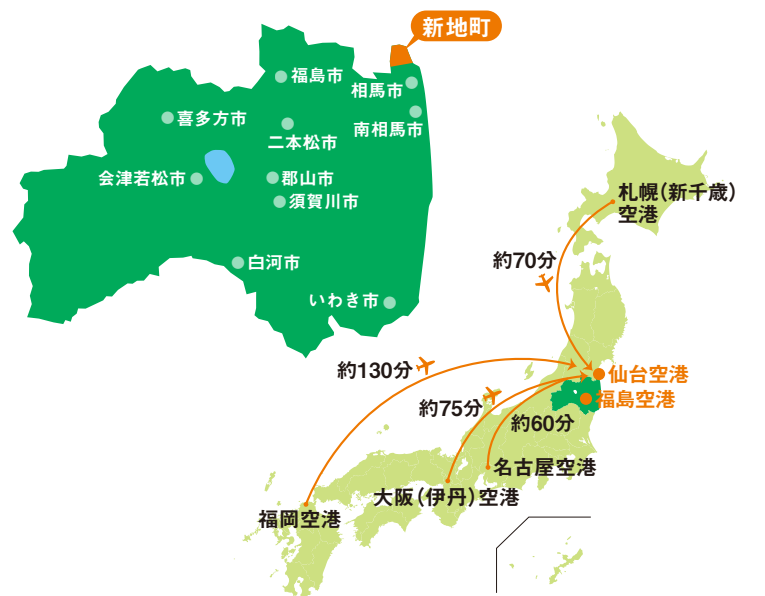 新地町
福島市
相馬市
喜多方市
二本松市
南相馬市
会津若松市
郡山市
須賀川市
白河市
いわき市
札幌（新千歳）
空港
約70分
約130分
仙台空港
約75分
福島空港
約60分
名古屋空港
大阪（伊丹）空港
福岡空港